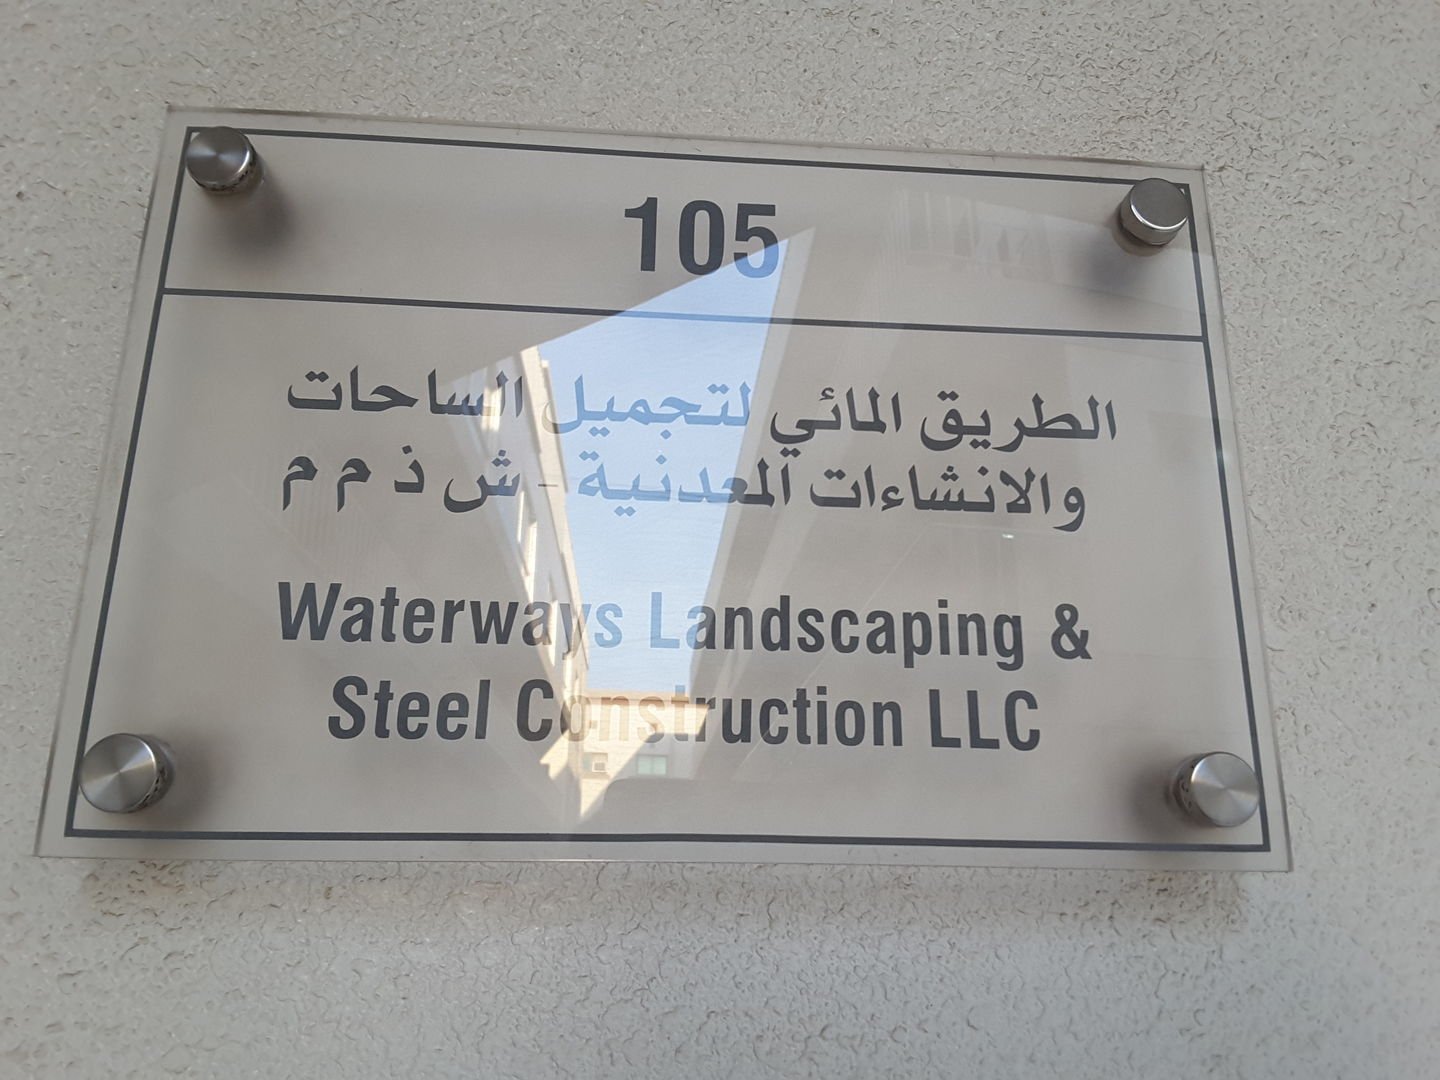 105
الطريق المائي لتجميل الساحات
والانشاءات المعدنية - ش ذ م م
Waterways Landscaping &
Steel Construction LLC